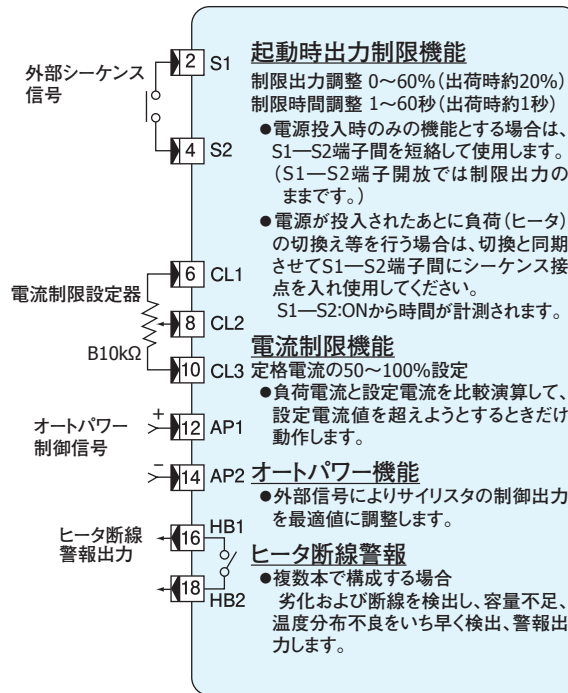 外部シーケンス
信号
2 S1
4 S2
起動時出力制限機能
制限出力調整 0～60%(出荷時約20%)
制限時間調整 1～60秒(出荷時約1秒)
●電源投入時のみの機能とする場合は、
S1―S2端子間を短絡して使用します。
(S1―S2端子開放では制限出力の
ままです。)
●電源が投入されたあとに負荷(ヒータ)
の切換え等を行う場合は、切換と同期
させてS1―S2端子間にシーケンス接
点を入れ使用してください。
S1―S2:ONから時間が計測されます。
電流制限設定器
B10kΩ
6 CL1
8 CL2
10 CL3
電流制限機能
定格電流の50～100%設定
●負荷電流と設定電流を比較演算して、
設定電流値を超えようとするときだけ
動作します。
オートパワー
制御信号
+
12 AP1
−
14 AP2
オートパワー機能
●外部信号によりサイリスタの制御出力
を最適値に調整します。
ヒータ断線
警報出力
16 HB1
18 HB2
ヒータ断線警報
●複数本で構成する場合
劣化および断線を検出し、容量不足、
温度分布不良をいち早く検出、警報出
力します。